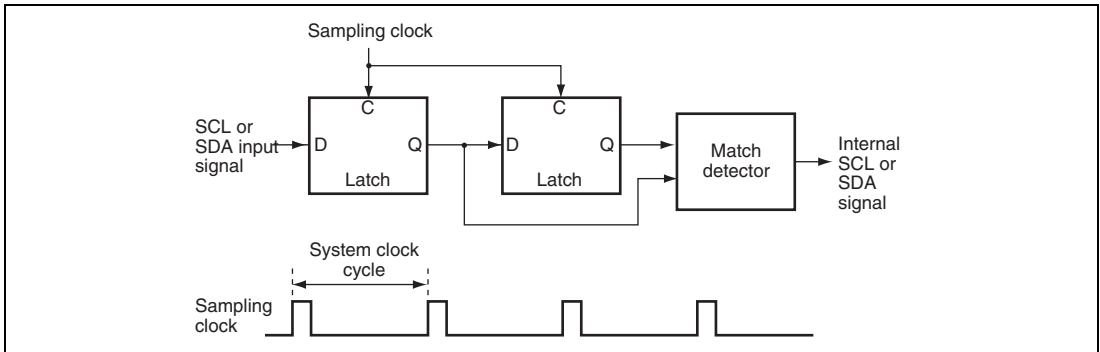 Sampling clock
C
C
SCL or
SDA input
signal
D
Q
Latch
D
Q
Latch
Match
detector
Internal
SCL or
SDA
signal
System clock
cycle
Sampling
clock